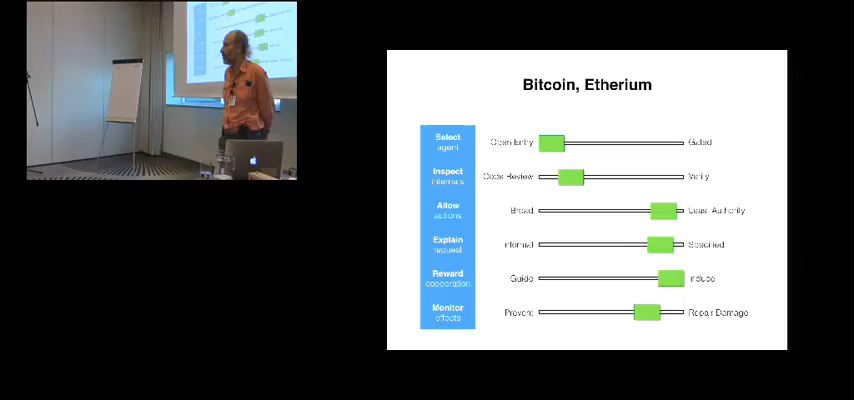 Bitcoin, Etherium
Select
agent
Open Entry
Gated
Inspect
internals
Code Review
Verify
Allow
actions
Broad
Least Authority
Explain
request
Informal
Specified
Reward
cooperation
Guide
Induce
Monitor
effects
Prevent
Repair Damage